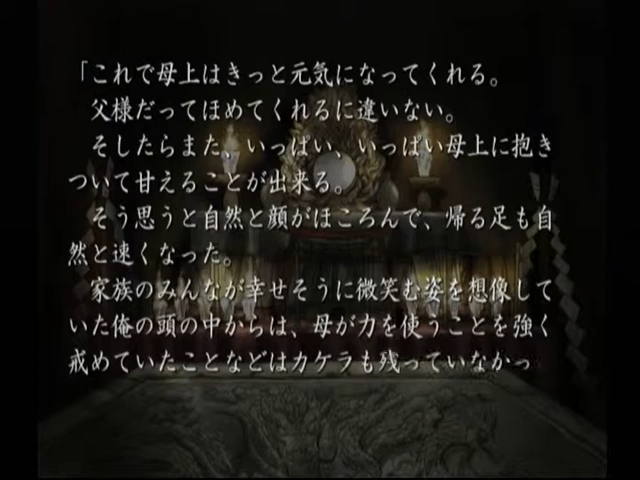 「これで母上はきっと元気になってくれる。
父様だってほめてくれるに違いない。
そしたらまた、いっぱい、いっぱい母上に抱き
ついて甘えることが出来る。
そう思うと自然と顔がほころんで、帰る足も自
然と速くなった。
家族のみんなが幸せそうに微笑む姿を想像して
いた俺の頭の中からは、母が力を使うことを強く
戒めていたことなどはカケラも残っていなかっ